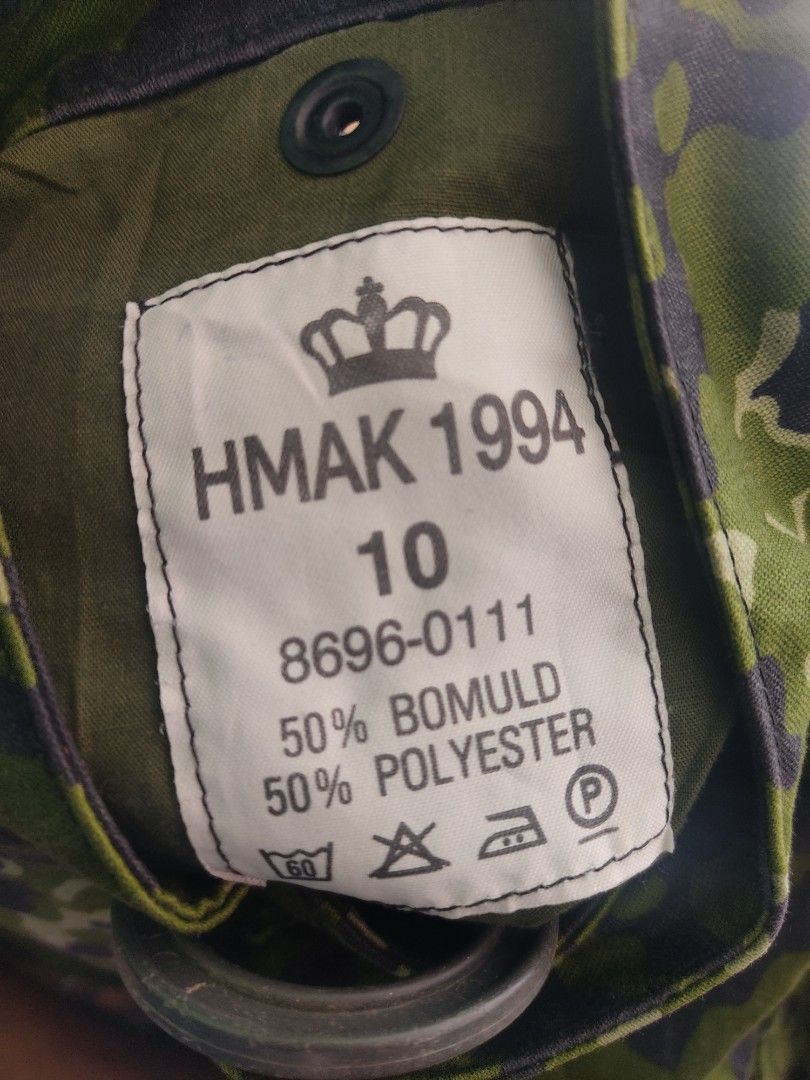 HMAK 1994
10
8696-0111
50% BOMULD
50% POLYESTER
60 P